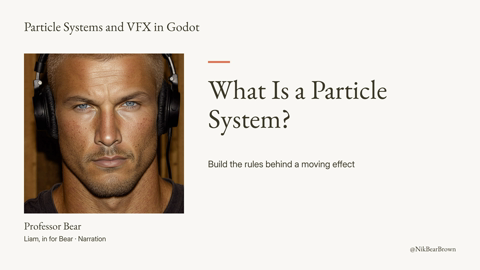 Particle Systems and VFX in Godot
What Is a Particle
System?
Build the rules behind a moving effect
Professor Bear
Liam, in for Bear · Narration
@NikBearBrown